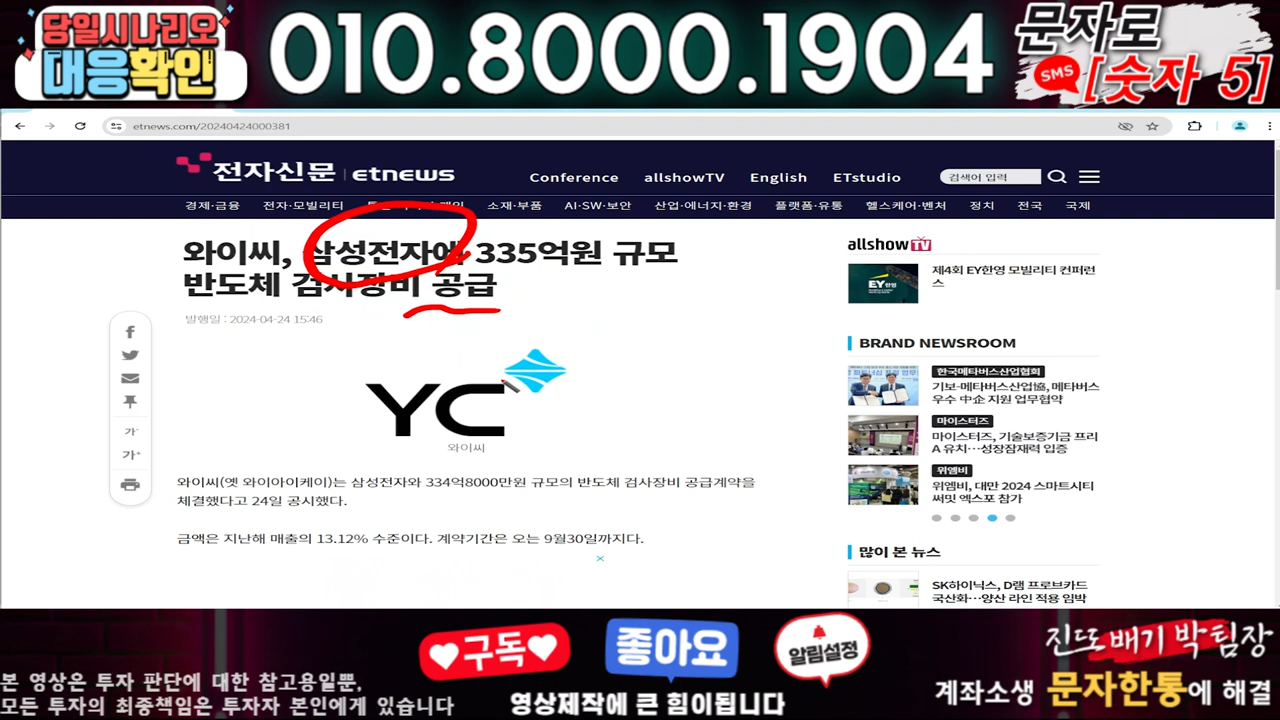 당일시나리오
대응확인
010.8000.1904
문자로
SMS
[숫자 5]
etnews.com/20240424000381
전자신문 | etnews
Conference allshowTV English ETstudio
검색어 입력
경제·금융 전자·모빌리티 소재·부품 AI·SW·보안 산업·에너지·환경 플랫폼·유통 헬스케어·벤처 정치 전국 국제
와이씨, 삼성전자에 335억원 규모
반도체 검사장비 공급
발행일 : 2024-04-24 15:46
가-
가+
YC
와이씨
와이씨(옛 와이아이케이)는 삼성전자와 334억8000만원 규모의 반도체 검사장비 공급계약을
체결했다고 24일 공시했다.
금액은 지난해 매출의 13.12% 수준이다. 계약기간은 오는 9월30일까지다.
allshow TV
EY
제4회 EY한영 모빌리티 컨퍼런
스
BRAND NEWSROOM
한국메타버스산업협회
기보-메타버스산업協, 메타버스
우수 中企 지원 업무협약
마이스터즈
마이스터즈, 기술보증기금 프리
A 유치…성장잠재력 입증
위엠비
위엠비, 대만 2024 스마트시티
써밋 엑스포 참가
많이 본 뉴스
SK하이닉스, D램 프로브카드
국산화…양산 라인 적용 임박
구독
좋아요
알림설정
영상제작에 큰 힘이됩니다
본 영상은 투자 판단에 대한 참고용일뿐,
모든 투자의 최종책임은 투자자 본인에게 있습니다
진또배기 박팀장
계좌소생 문자한통에 해결